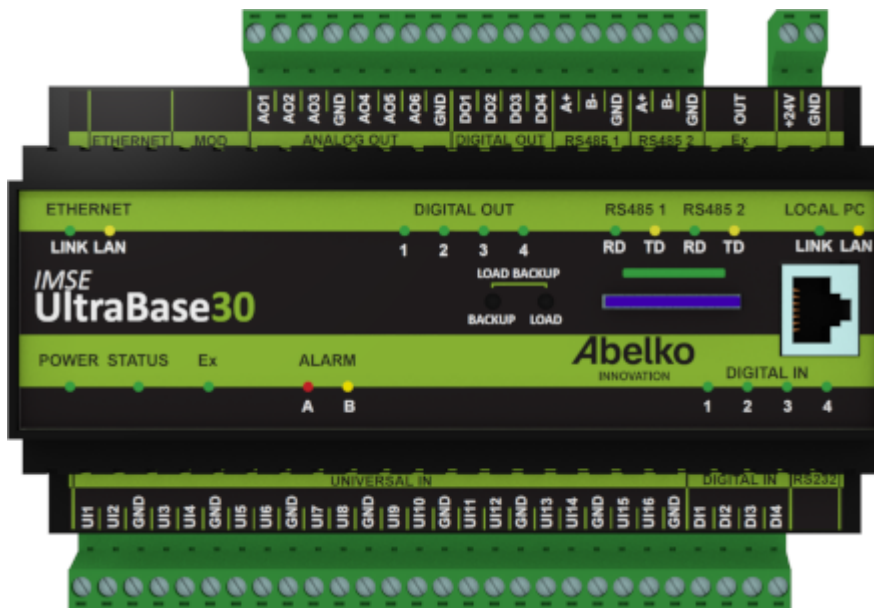 AO1 AO2 AO3 GND AO4 AO5 AO6 GND DO1 DO2 DO3 DO4 A+ B- GND A+ B- GND OUT +24V GND
ETHERNET MOD ANALOG OUT DIGITAL OUT RS485 1 RS485 2 Ex
ETHERNET DIGITAL OUT RS485 1 RS485 2 LOCAL PC
LINK LAN 1 2 3 4 RD TD RD TD LINK LAN
IMSE
UltraBase30
LOAD BACKUP
BACKUP LOAD
POWER STATUS Ex ALARM
A B
Abelko
INNOVATION
DIGITAL IN
1 2 3 4
UNIVERSAL IN DIGITAL IN RS232
UI1 UI2 GND UI3 UI4 GND UI5 UI6 GND UI7 UI8 GND UI9 UI10 GND UI11 UI12 GND UI13 UI14 GND UI15 UI16 GND DI1 DI2 DI3 DI4